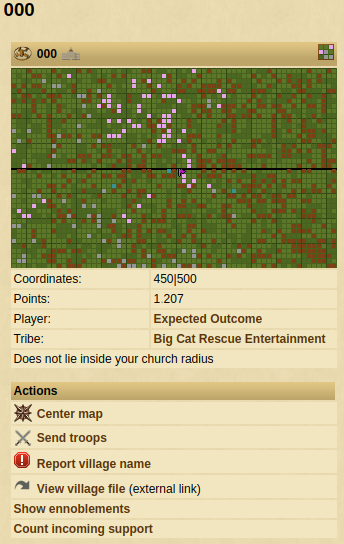 000
000
Coordinates: 450|500
Points: 1.207
Player: Expected Outcome
Tribe: Big Cat Rescue Entertainment
Does not lie inside your church radius
Actions
Center map
Send troops
Report village name
View village file (external link)
Show ennoblements
Count incoming support